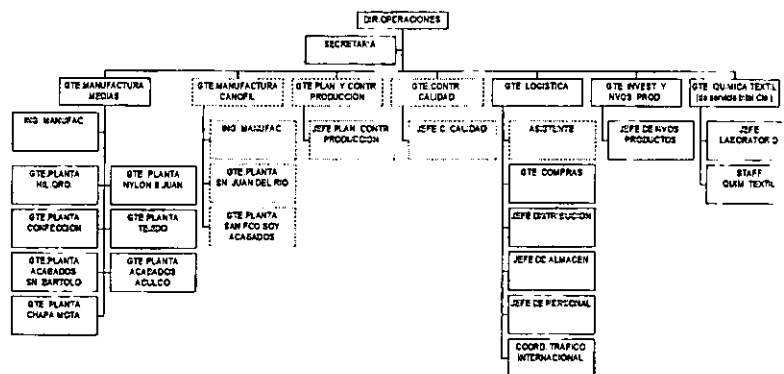 DIR.OPERACIONES
SECRETARIA
GTE.MANUFACTURA
MEDIAS
GTE.MANUFACTURA
CANOFIL
GTE PLAN Y CONTR
PRODUCCION
GTE.CONTR
CALIDAD
GTE LOGISTICA
GTE INVEST Y
NVOS PROD
GTE QUIMICA TEXTIL
(da servicio
ING MANUFAC
ING MANUFAC
JEFE PLAN CONTR
PRODUCCION
JEFE C. CALIDAD
ASISTENTE
JEFE DE NVOS
PRODUCTOS
JEFE
LABORATORIO
GTE.PLANTA
HIL.QRO.
GTE PLANTA
NYLON S JUAN
GTE.PLANTA
SN JUAN DEL RIO
GTE COMPRAS
STAFF
QUIM TEXTIL
GTE.PLANTA
CONFECCION
GTE PLANTA
TEJIDO
GTE PLANTA
SAN FCO SOY
ACABADOS
JEFE DISTRIBUCION
GTE PLANTA
ACABADOS
SN BARTOLO
GTE.PLANTA
ACABADOS
ACULCO
JEFE DE ALMACEN
GTE PLANTA
CHAPA MOTA
JEFE DE PERSONAL
COORD. TRAFICO
INTERNACIONAL